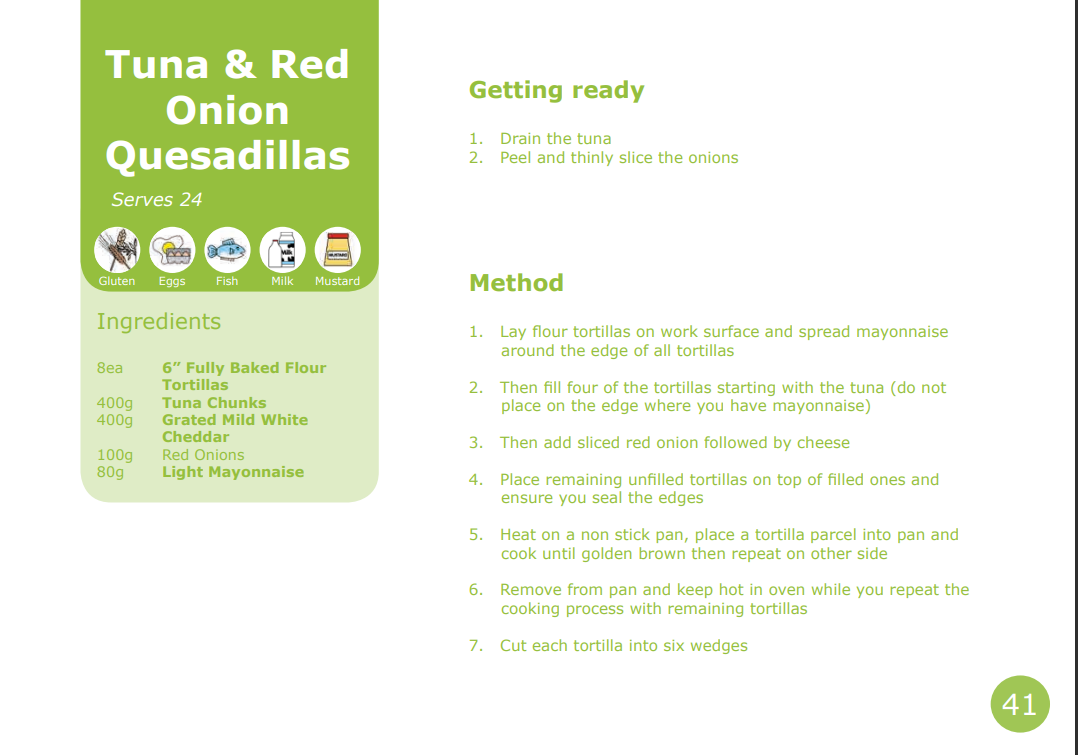 Tuna & Red
Onion
Quesadillas
Serves 24
Gluten Eggs Fish Milk Mustard
Ingredients
8ea 6” Fully Baked Flour
Tortillas
400g Tuna Chunks
400g Grated Mild White
Cheddar
100g Red Onions
80g Light Mayonnaise
Getting ready
1. Drain the tuna
2. Peel and thinly slice the onions
Method
1. Lay flour tortillas on work surface and spread mayonnaise
around the edge of all tortillas
2. Then fill four of the tortillas starting with the tuna (do not
place on the edge where you have mayonnaise)
3. Then add sliced red onion followed by cheese
4. Place remaining unfilled tortillas on top of filled ones and
ensure you seal the edges
5. Heat on a non stick pan, place a tortilla parcel into pan and
cook until golden brown then repeat on other side
6. Remove from pan and keep hot in oven while you repeat the
cooking process with remaining tortillas
7. Cut each tortilla into six wedges
41